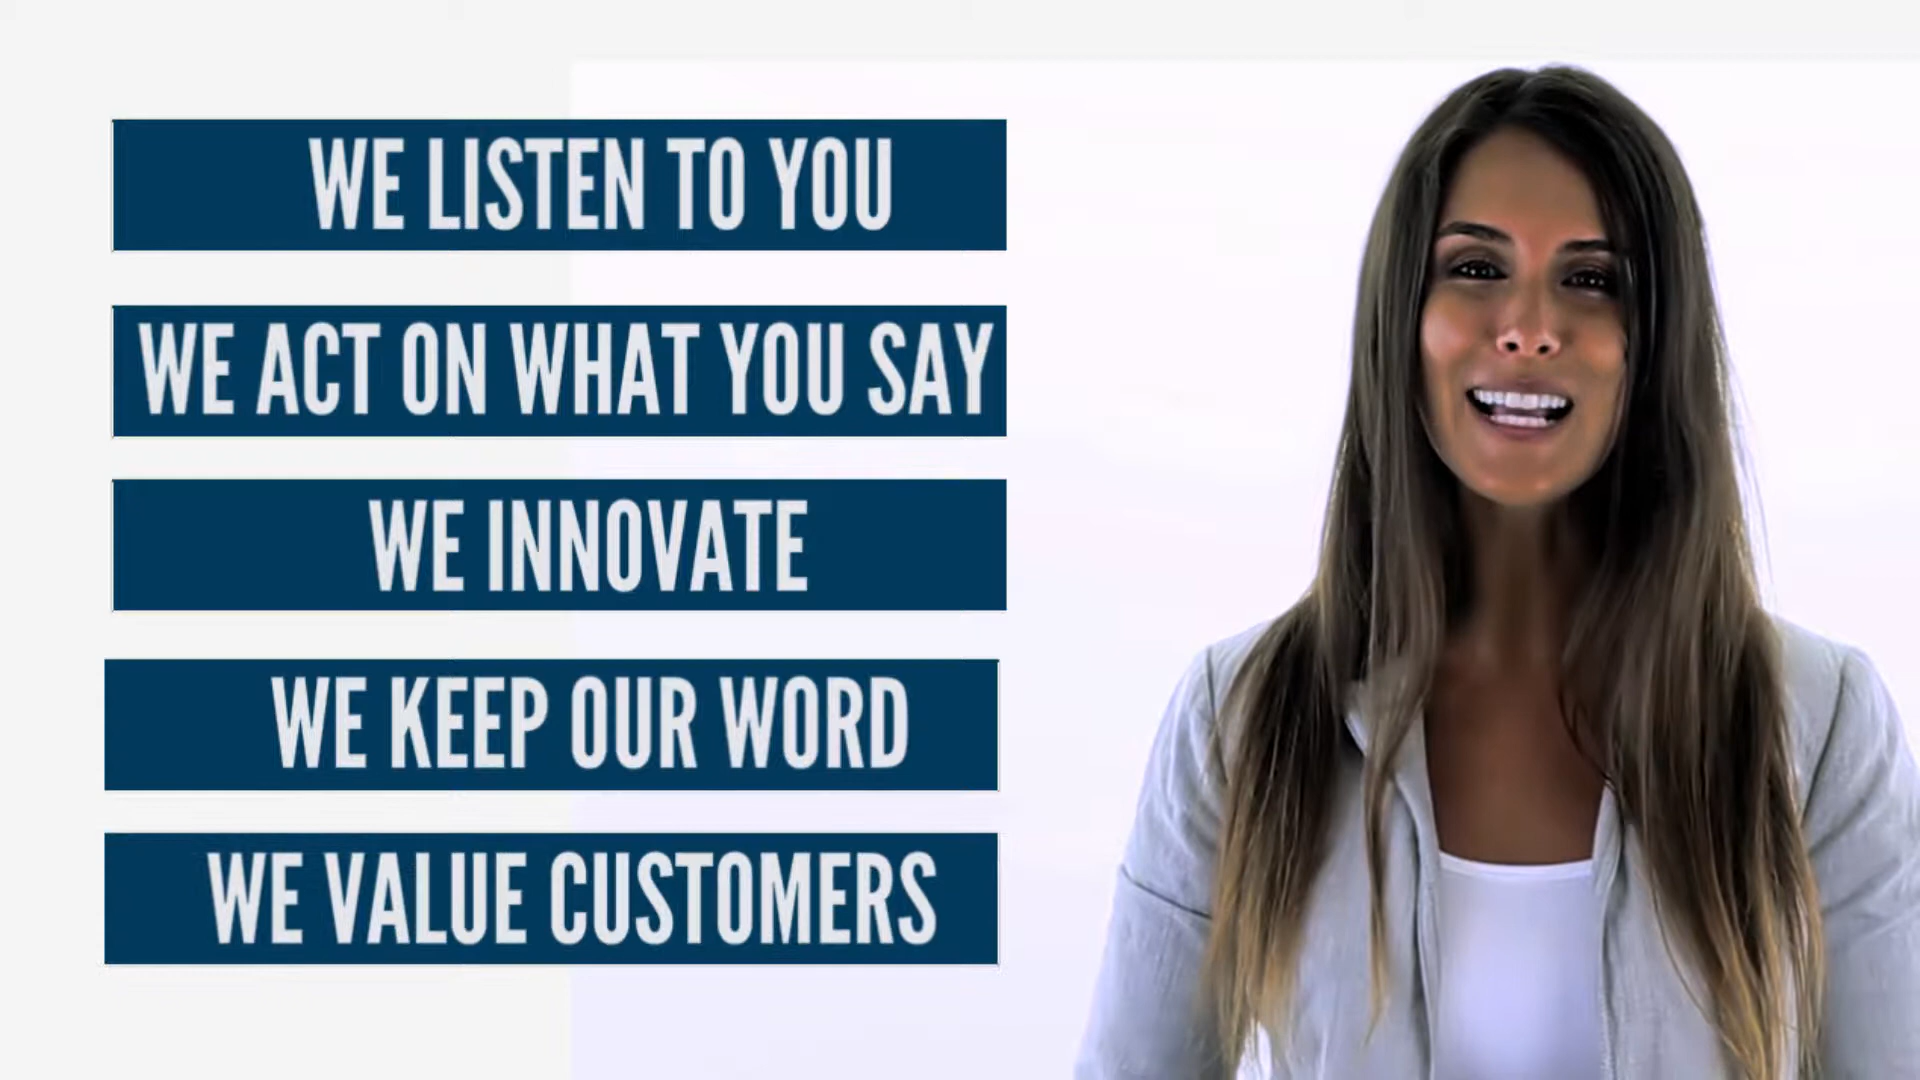 WE LISTEN TO YOU
WE ACT ON WHAT YOU SAY
WE INNOVATE
WE KEEP OUR WORD
WE VALUE CUSTOMERS